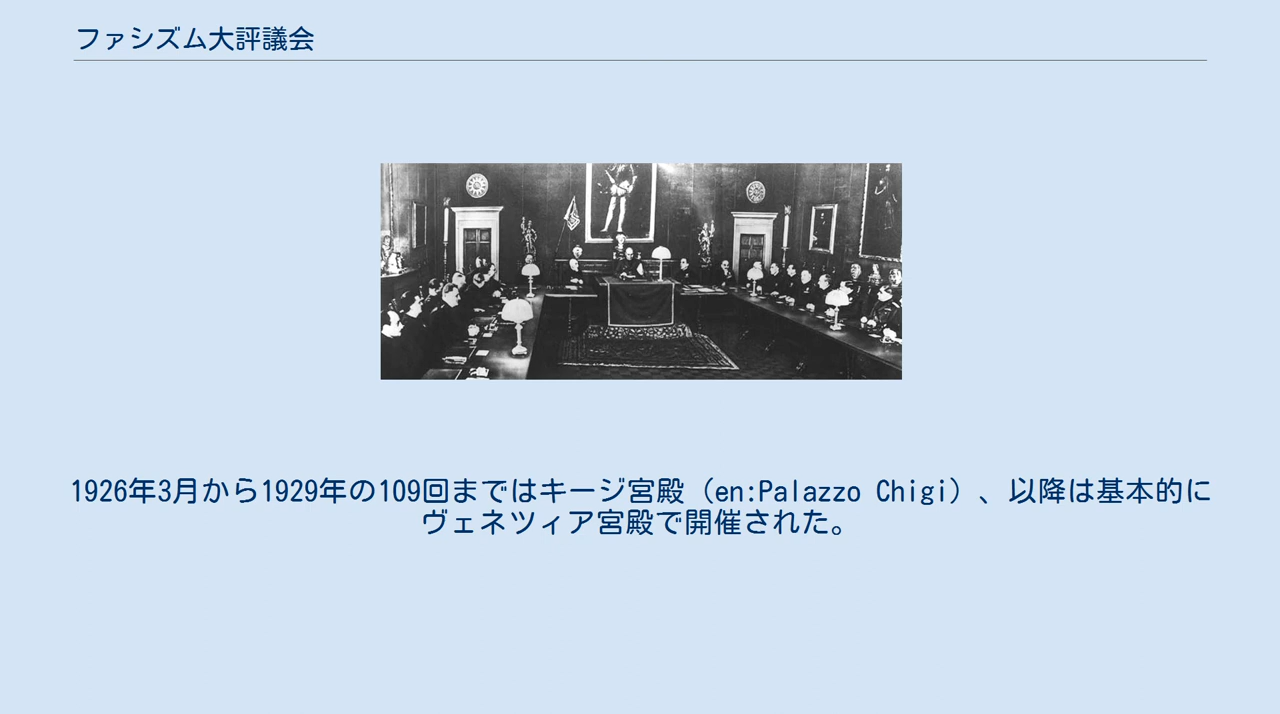 ファシズム大評議会
1926年3月から1929年の109回まではキージ宮殿（en:Palazzo Chigi）、以降は基本的に
ヴェネツィア宮殿で開催された。